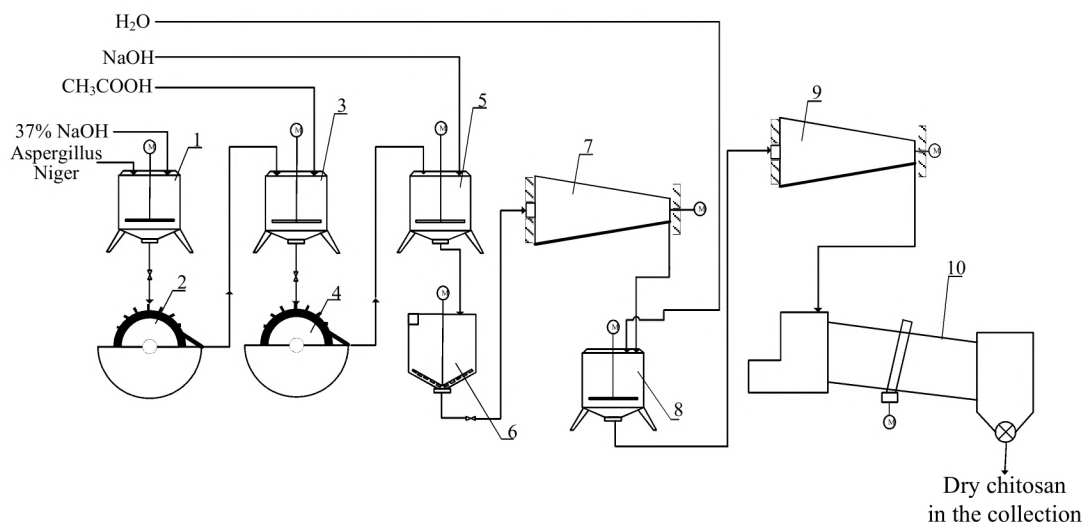 H₂O
NaOH
CH₃COOH
37% NaOH
Aspergillus
Niger
M
1
2
M
3
4
M
5
M
6
7
M
M
8
9
M
10
M
Dry chitosan
in the collection